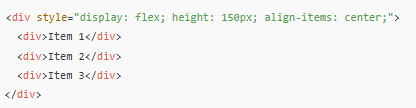 <div style="display: flex; height: 150px; align-items: center;">
  <div>Item 1</div>
  <div>Item 2</div>
  <div>Item 3</div>
</div>